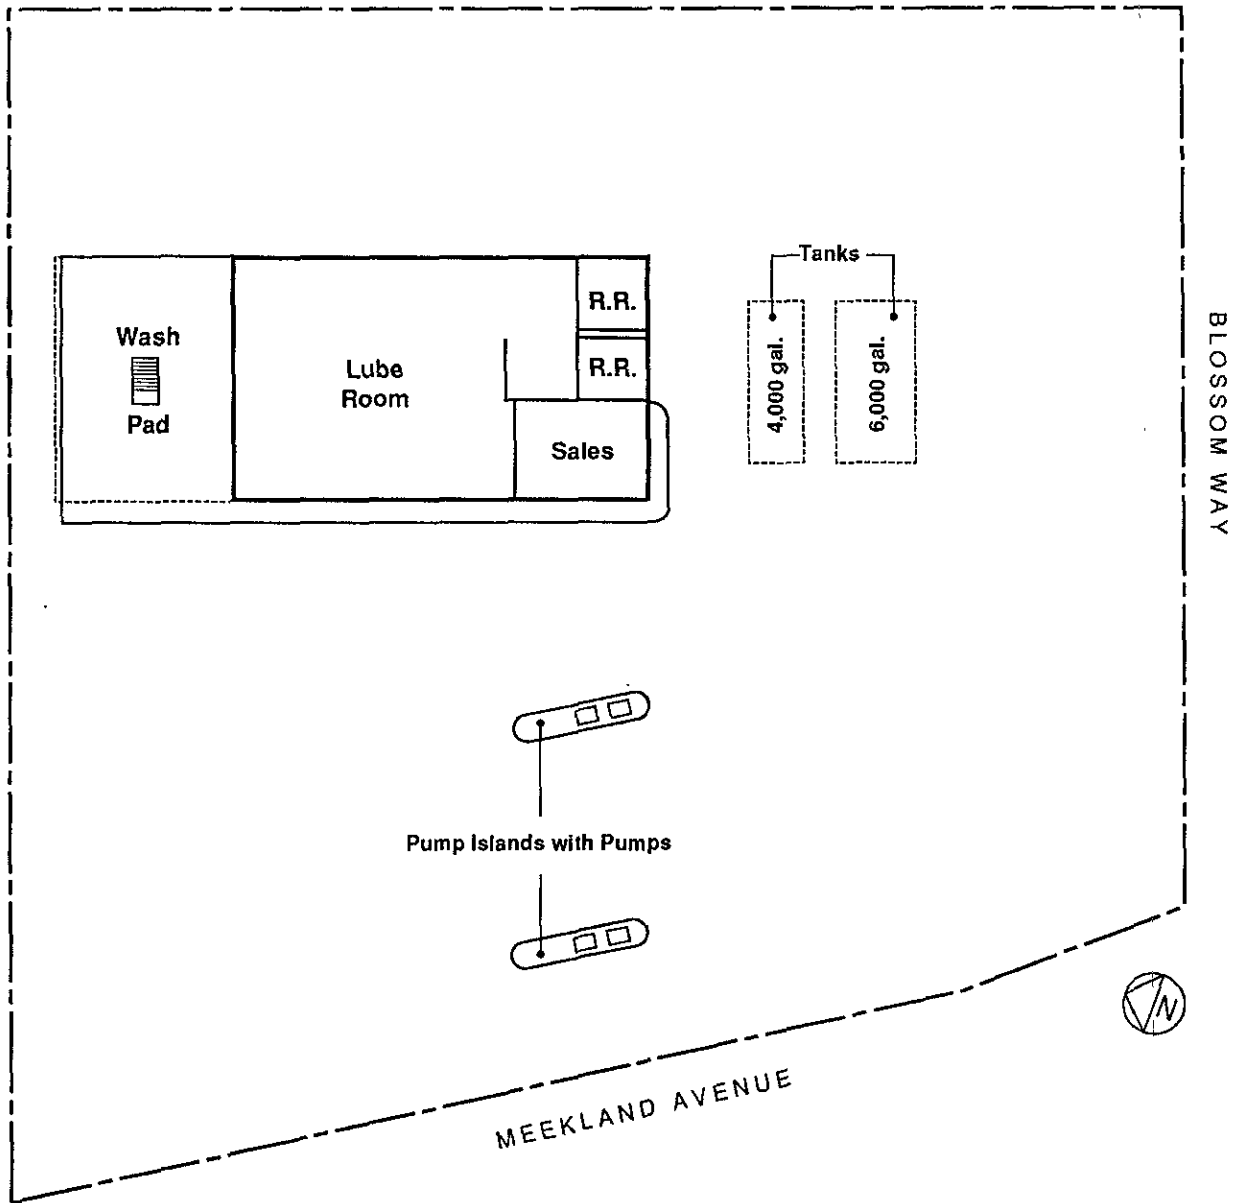 Tanks
R.R.
Wash
Pad
Lube
Room
R.R.
4,000 gal.
6,000 gal.
Sales
BLOSSOM WAY
Pump Islands with Pumps
N
MEEKLAND AVENUE